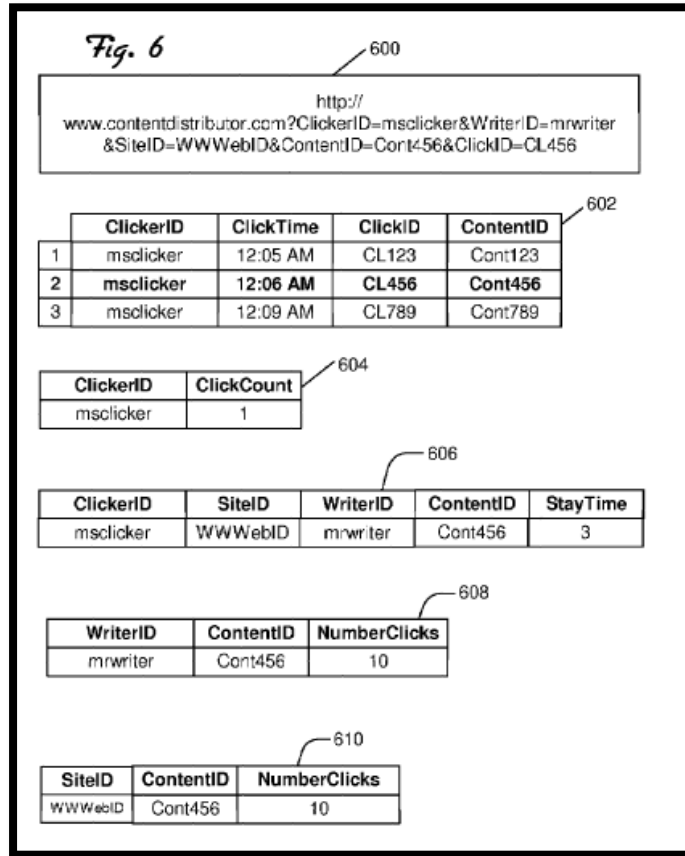 Fig. 6
600
http://
www.contentdistributor.com?ClickerID=msclicker&WriterID=mrwriter
&SiteID=WWWebID&ContentID=Cont456&ClickID=CL456
602
ClickerID ClickTime ClickID ContentID
1 msclicker 12:05 AM CL123 Cont123
2 msclicker 12:06 AM CL456 Cont456
3 msclicker 12:09 AM CL789 Cont789
604
ClickerID ClickCount
msclicker 1
606
ClickerID SiteID WriterID ContentID StayTime
msclicker WWWebID mrwriter Cont456 3
608
WriterID ContentID NumberClicks
mrwriter Cont456 10
610
SiteID ContentID NumberClicks
WWWebID Cont456 10